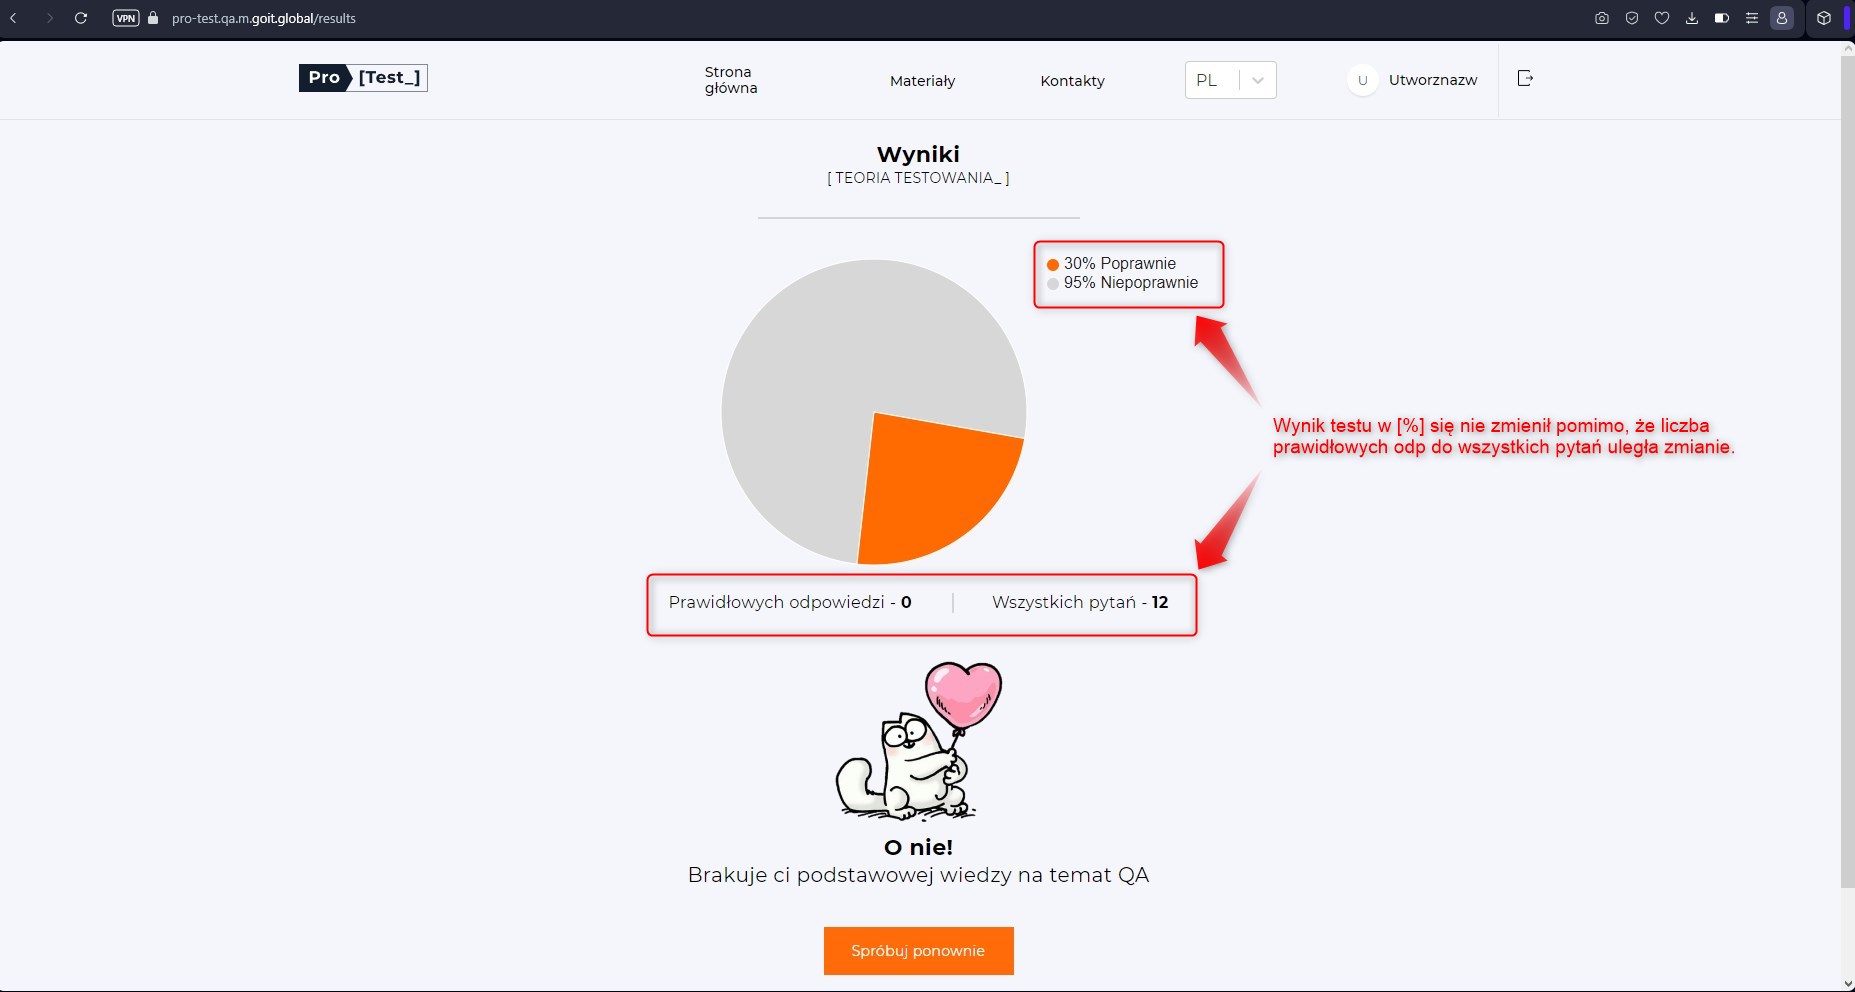 VPN
pro-test.qa.m.goit.global/results
Pro [Test_]
Strona
główna
Materiały
Kontakty
PL
U
Utworznazw
Wyniki
[ TEORIA TESTOWANIA_ ]
30% Poprawnie
95% Niepoprawnie
Wynik testu w [%] się nie zmienił pomimo, że liczba
prawidłowych odp do wszystkich pytań uległa zmianie.
Prawidłowych odpowiedzi - 0
Wszystkich pytań - 12
O nie!
Brakuje ci podstawowej wiedzy na temat QA
Spróbuj ponownie